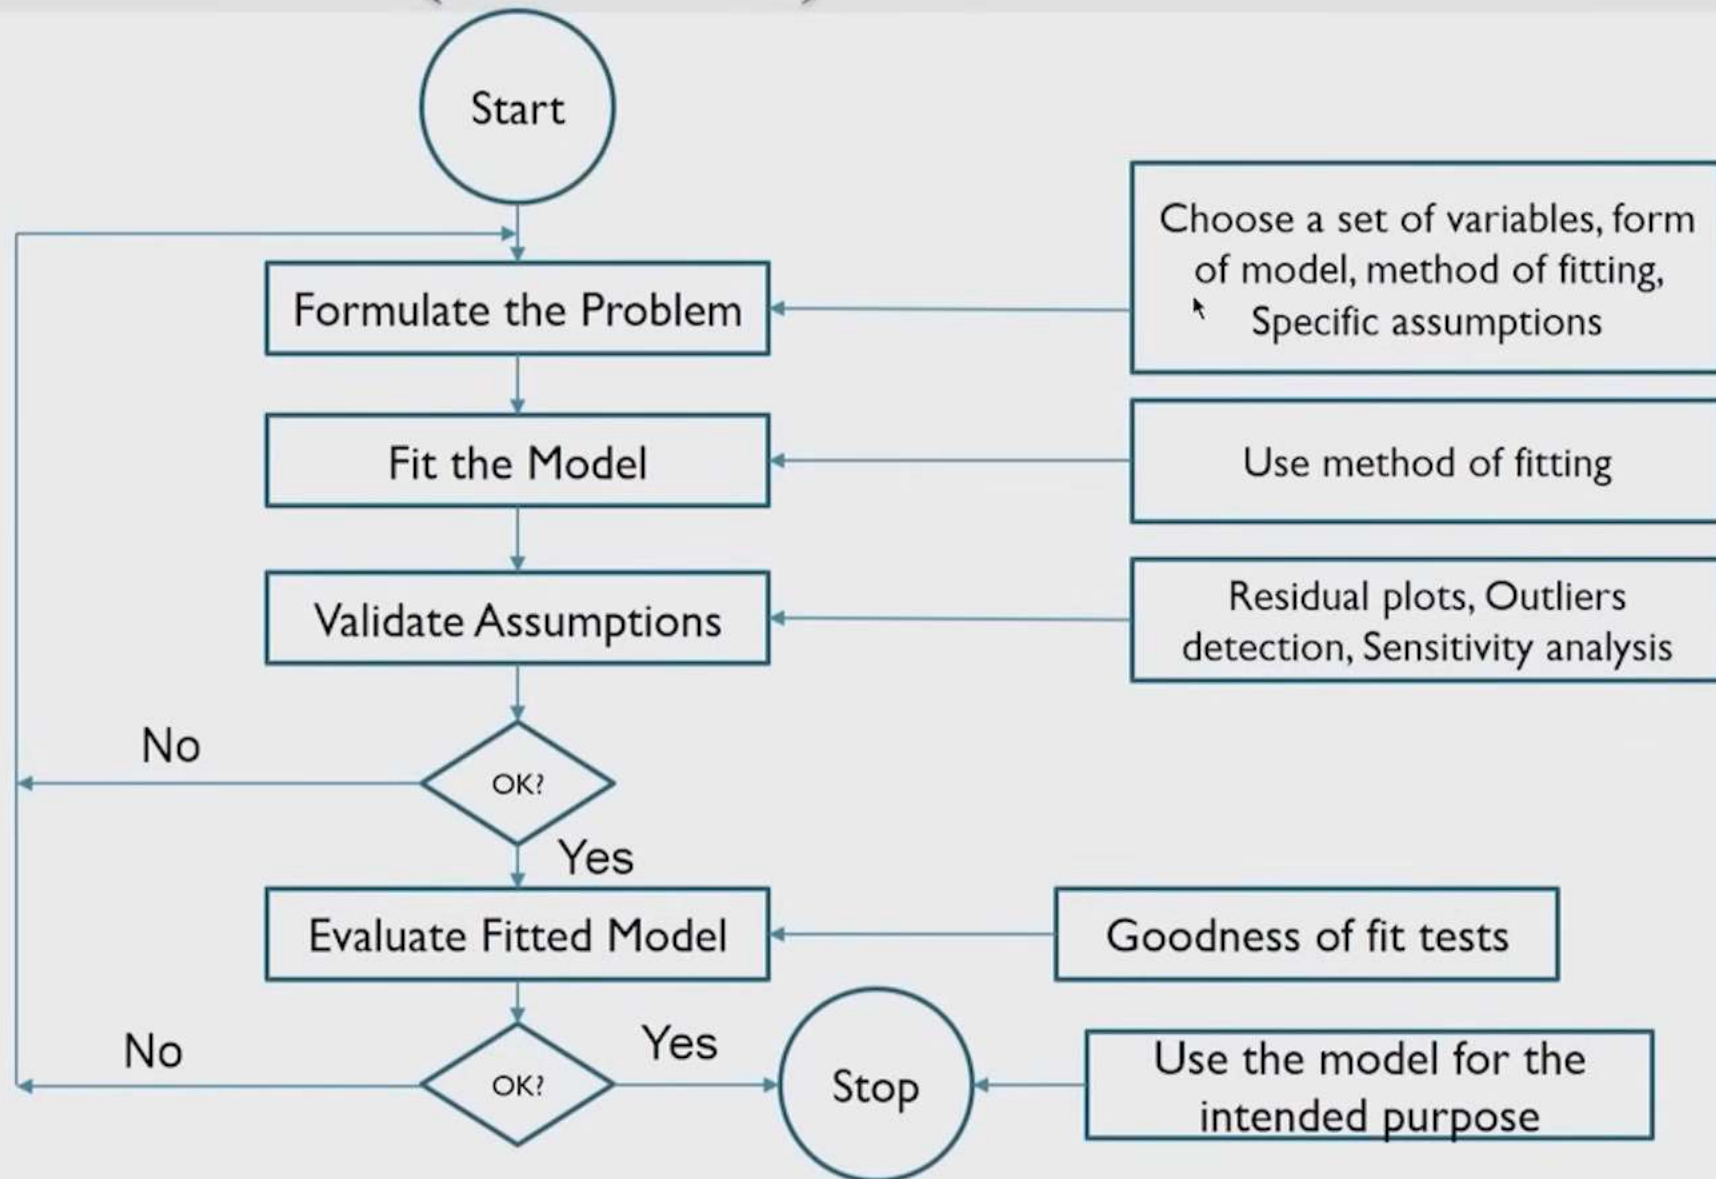 Start
Choose a set of variables, form
of model, method of fitting,
Specific assumptions
Formulate the Problem
Fit the Model
Use method of fitting
Validate Assumptions
Residual plots, Outliers
detection, Sensitivity analysis
No
OK?
Yes
Evaluate Fitted Model
Goodness of fit tests
No
OK?
Yes
Stop
Use the model for the
intended purpose